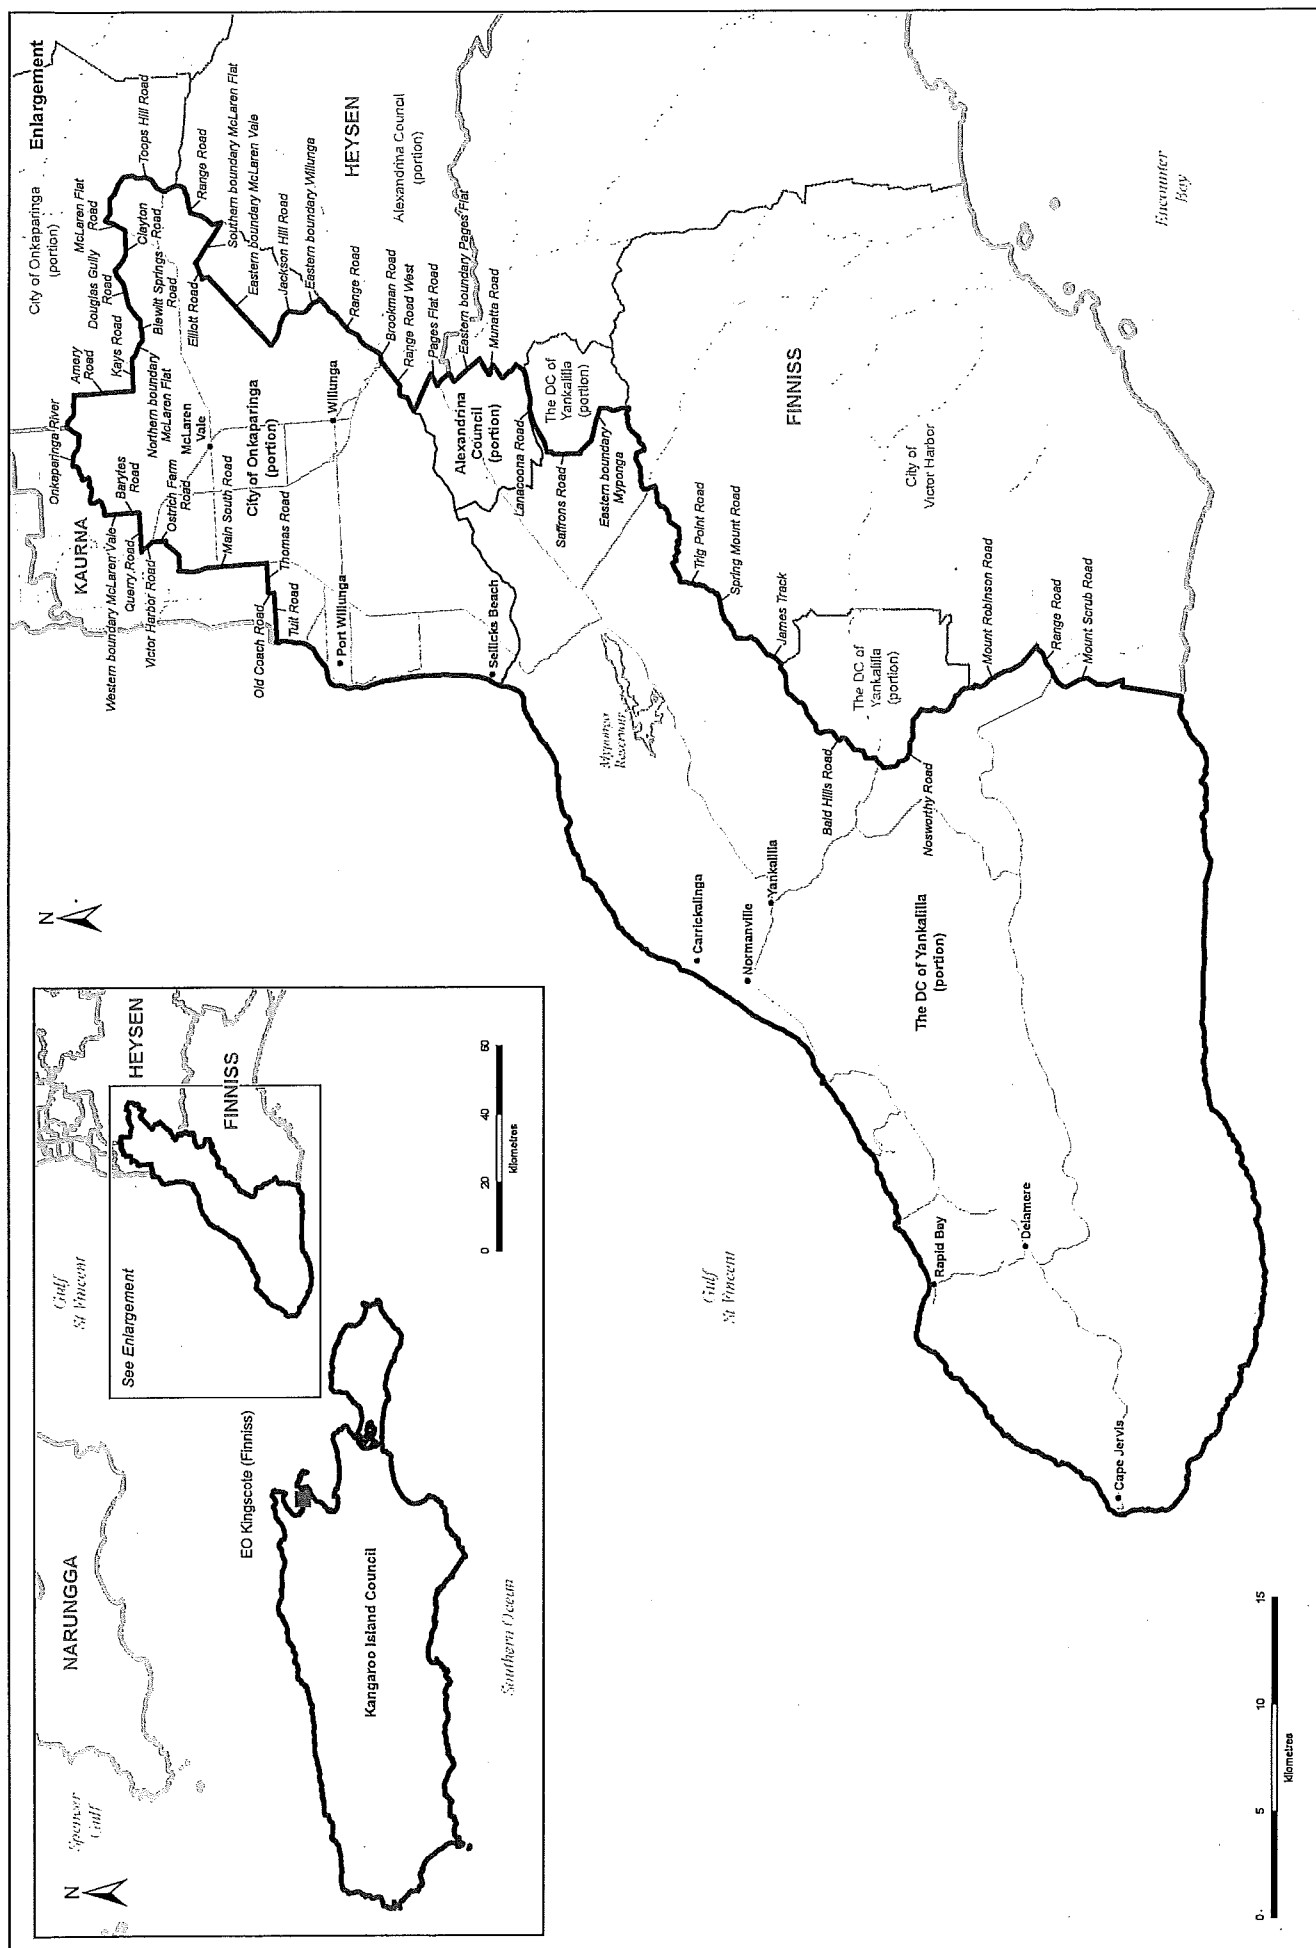 Enlargement
City of Onkaparinga
(portion)
Toops Hill Road
McLaren Flat
Road
Clayton
Road
Douglas Gully
Road
Blewitt Springs
Road
Kays Road
Amery
Road
Onkaparinga River
Northern boundary
McLaren Flat
Elliott Road
Range Road
Southern boundary McLaren Flat
Eastern boundary McLaren Vale
Jackson Hill Road
Eastern boundary Willunga
HEYSEN
Alexandrina Council
(portion)
Range Road
Brookman Road
Range Road West
Pages Flat Road
Eastern boundary Pages Flat
Munatta Road
KAURNA
Western boundary McLaren Vale
Barytes
Road
Querry Road
Victor Harbor Road
Ostrich Farm
Road
McLaren
Vale
Main South Road
City of Onkaparinga
(portion)
Willunga
Thomas Road
Old Coach Road
Tuit Road
Port Willunga
Sellicks Beach
Alexandrina
Council
(portion)
Lanacoona Road
The DC of
Yankalilla
(portion)
Saffrons Road
Eastern boundary
Myponga
Myponga
Reservoir
Trig Point Road
Spring Mount Road
James Track
FINNISS
City of
Victor Harbor
Encounter
Bay
The DC of
Yankalilla
(portion)
Bald Hills Road
Nosworthy Road
Mount Robinson Road
Range Road
Mount Scrub Road
Carrickalinga
Normanville
Yankalilla
The DC of Yankalilla
(portion)
Rapid Bay
Delamere
Cape Jervis
Gulf
St Vincent
N
0
5
10
15
kilometres
N
Spencer
Gulf
NARUNGGA
Gulf
St Vincent
See Enlargement
HEYSEN
FINNISS
EO Kingscote (Finniss)
Kangaroo Island Council
Southern Ocean
0
20
40
60
kilometres